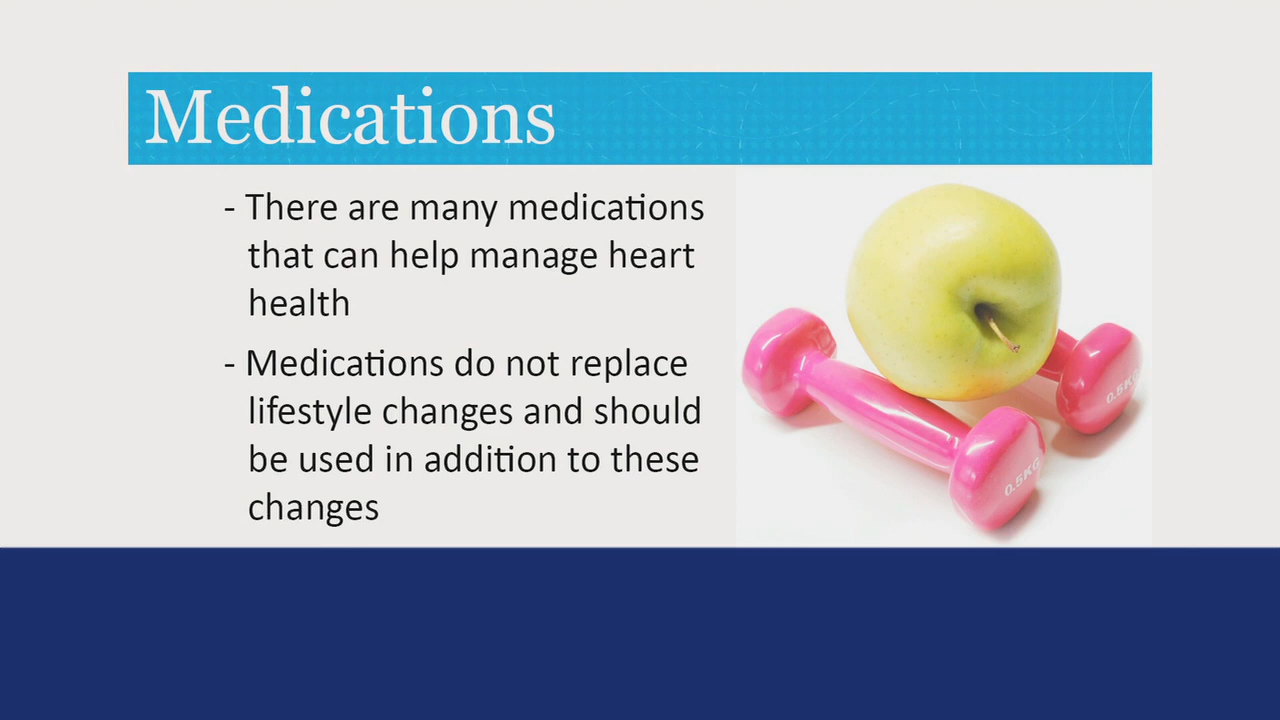 Medications
- There are many medications
that can help manage heart
health
- Medications do not replace
lifestyle changes and should
be used in addition to these
changes
0.5KG
0.5KG